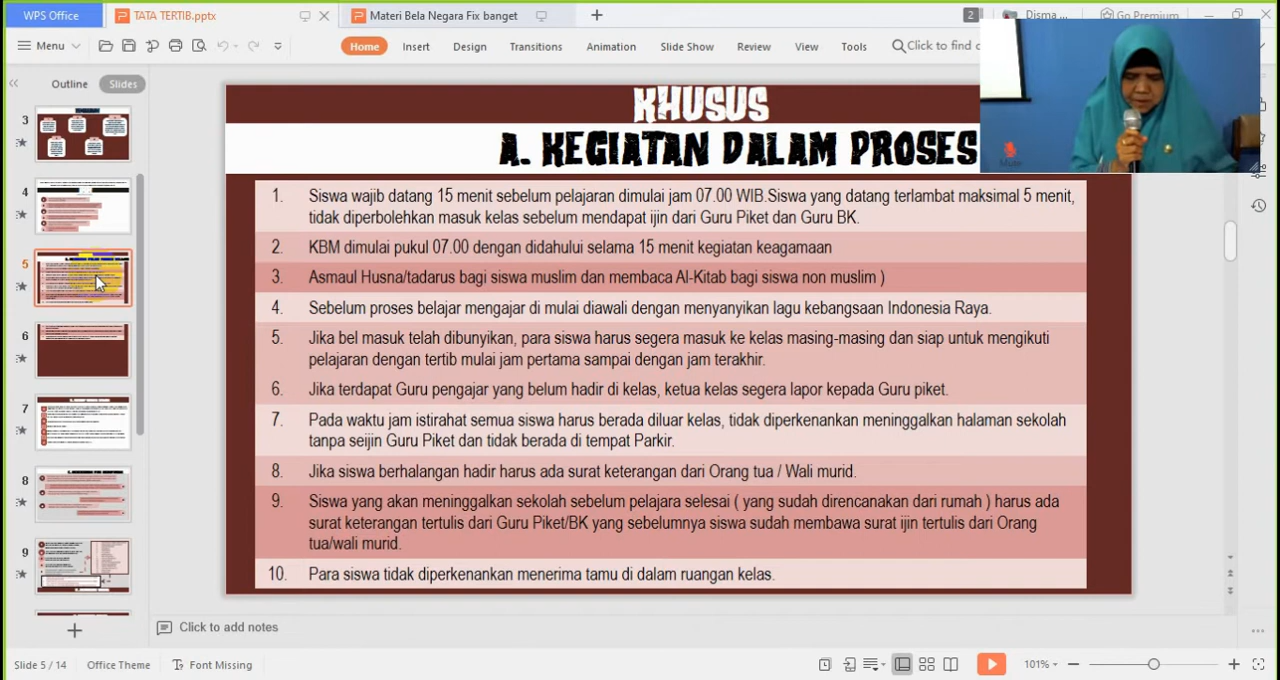 WPS Office
TATA TERTIB.pptx
Materi Bela Negara Fix banget
2
Disma ...
Go Premium
Menu
Home
Insert
Design
Transitions
Animation
Slide Show
Review
View
Tools
Click to find c
Outline
Slides
3
4
5
6
7
8
9
KHUSUS
A. KEGIATAN DALAM PROSES
Mute
1. Siswa wajib datang 15 menit sebelum pelajaran dimulai jam 07.00 WIB.Siswa yang datang terlambat maksimal 5 menit,
tidak diperbolehkan masuk kelas sebelum mendapat ijin dari Guru Piket dan Guru BK.
2. KBM dimulai pukul 07.00 dengan didahului selama 15 menit kegiatan keagamaan
3. Asmaul Husna/tadarus bagi siswa muslim dan membaca Al-Kitab bagi siswa non muslim )
4. Sebelum proses belajar mengajar di mulai diawali dengan menyanyikan lagu kebangsaan Indonesia Raya.
5. Jika bel masuk telah dibunyikan, para siswa harus segera masuk ke kelas masing-masing dan siap untuk mengikuti
pelajaran dengan tertib mulai jam pertama sampai dengan jam terakhir.
6. Jika terdapat Guru pengajar yang belum hadir di kelas, ketua kelas segera lapor kepada Guru piket.
7. Pada waktu jam istirahat semua siswa harus berada diluar kelas, tidak diperkenankan meninggalkan halaman sekolah
tanpa seijin Guru Piket dan tidak berada di tempat Parkir.
8. Jika siswa berhalangan hadir harus ada surat keterangan dari Orang tua / Wali murid.
9. Siswa yang akan meninggalkan sekolah sebelum pelajara selesai ( yang sudah direncanakan dari rumah ) harus ada
surat keterangan tertulis dari Guru Piket/BK yang sebelumnya siswa sudah membawa surat ijin tertulis dari Orang
tua/wali murid.
10. Para siswa tidak diperkenankan menerima tamu di dalam ruangan kelas.
Click to add notes
Slide 5 / 14
Office Theme
Font Missing
101%